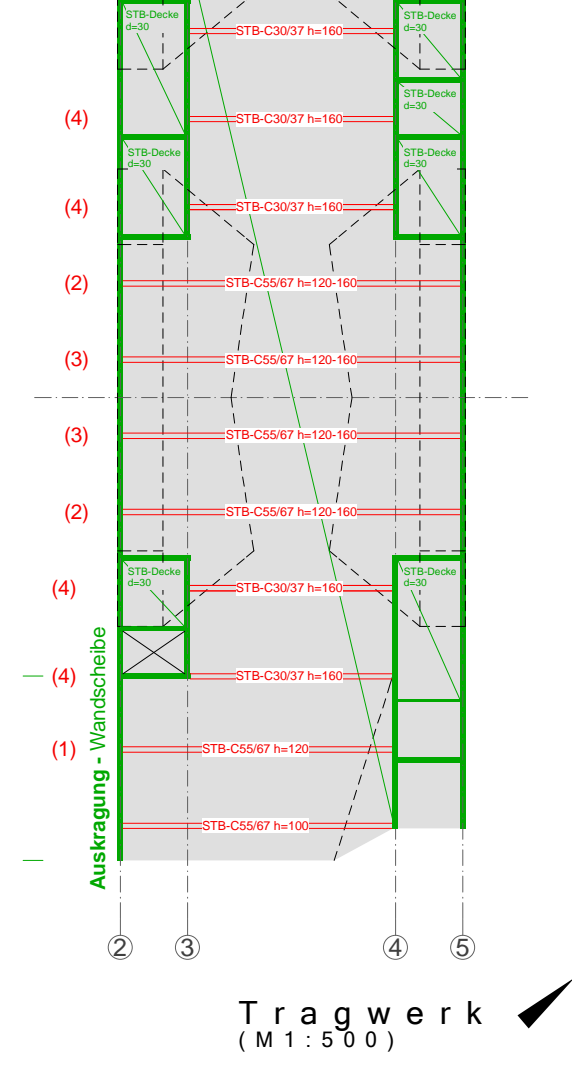 STB-Decke
d=30
STB-C30/37 h=160
STB-Decke
d=30
STB-Decke
d=30
(4)
STB-C30/37 h=160
STB-Decke
d=30
STB-Decke
d=30
(4)
STB-C30/37 h=160
(2)
STB-C55/67 h=120-160
(3)
STB-C55/67 h=120-160
(3)
STB-C55/67 h=120-160
(2)
STB-C55/67 h=120-160
STB-Decke
d=30
STB-Decke
d=30
(4)
STB-C30/37 h=160
(4)
STB-C30/37 h=160
Auskragung - Wandscheibe
(1)
STB-C55/67 h=120
STB-C55/67 h=100
2
3
4
5
Tragwerk
(M1:500)